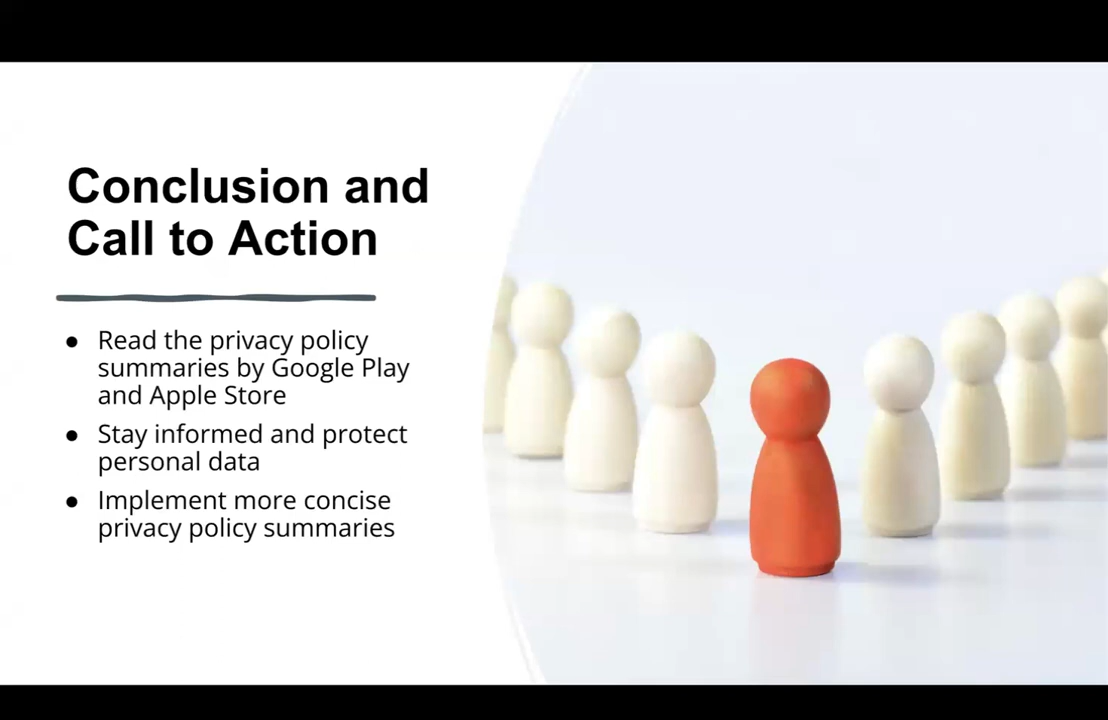 Conclusion and
Call to Action
● Read the privacy policy
summaries by Google Play
and Apple Store
● Stay informed and protect
personal data
● Implement more concise
privacy policy summaries